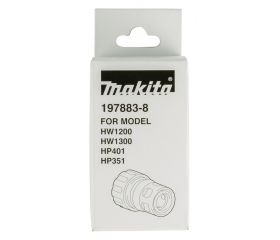 makita
197883-8
FOR MODEL
HW1200
HW1300
HP401
HP351